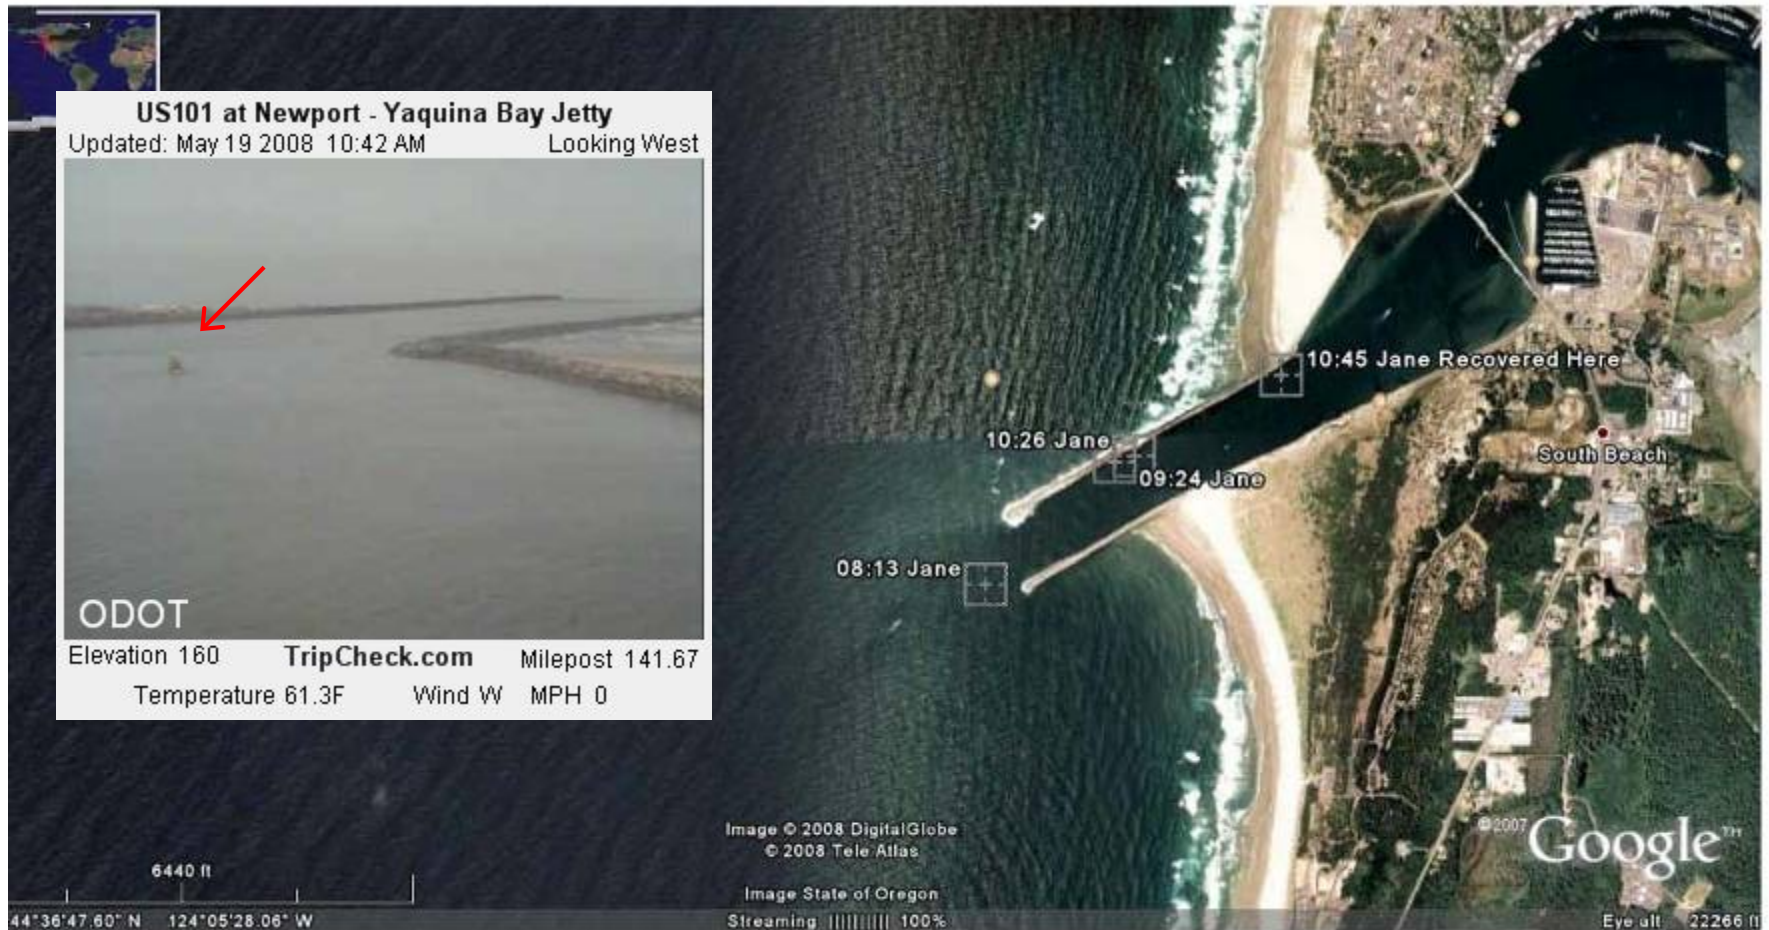 US101 at Newport - Yaquina Bay Jetty
Updated: May 19 2008 10:42 AM Looking West
ODOT
Elevation 160 TripCheck.com Milepost 141.67
Temperature 61.3F Wind W MPH 0
10:45 Jane Recovered Here
10:26 Jane
09:24 Jane
South Beach
08:13 Jane
Image © 2008 DigitalGlobe
© 2008 Tele Atlas
Image State of Oregon
©2007 Google™
6440 ft
44°36'47.60" N 124°05'28.06" W
Streaming |||||||||| 100%
Eye alt 22266 ft